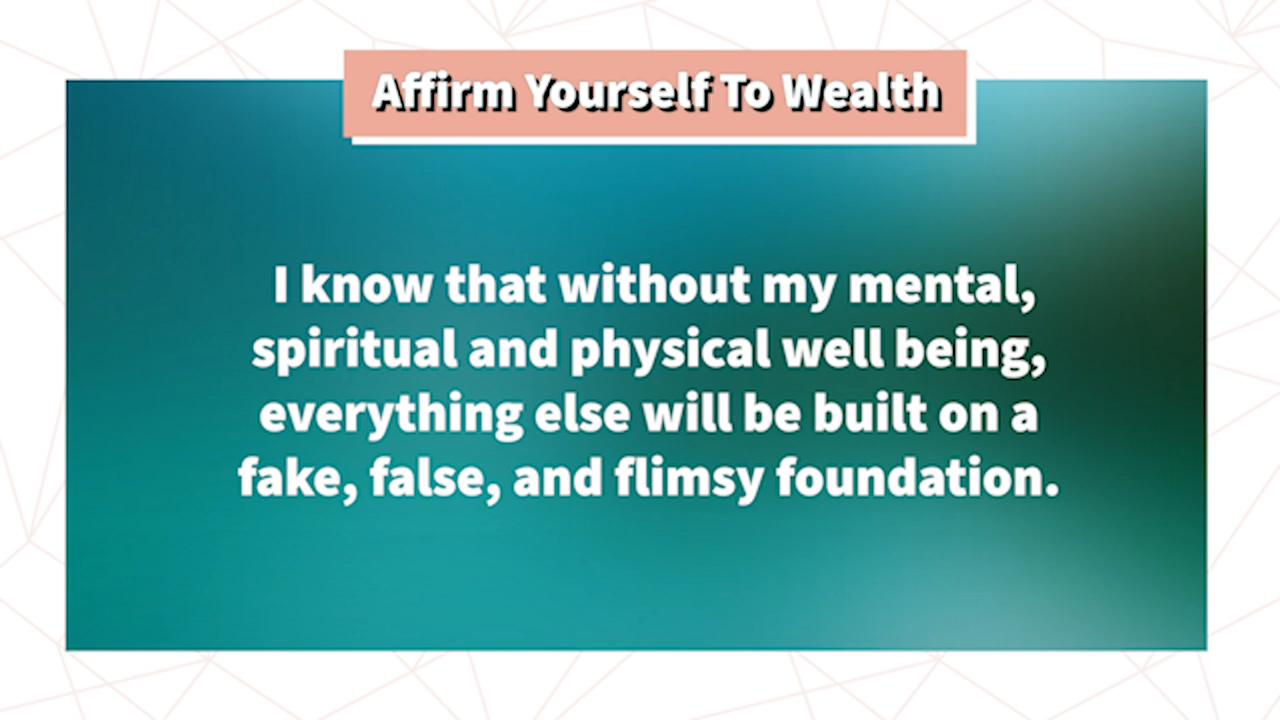 Affirm Yourself To Wealth
I know that without my mental,
spiritual and physical well being,
everything else will be built on a
fake, false, and flimsy foundation.